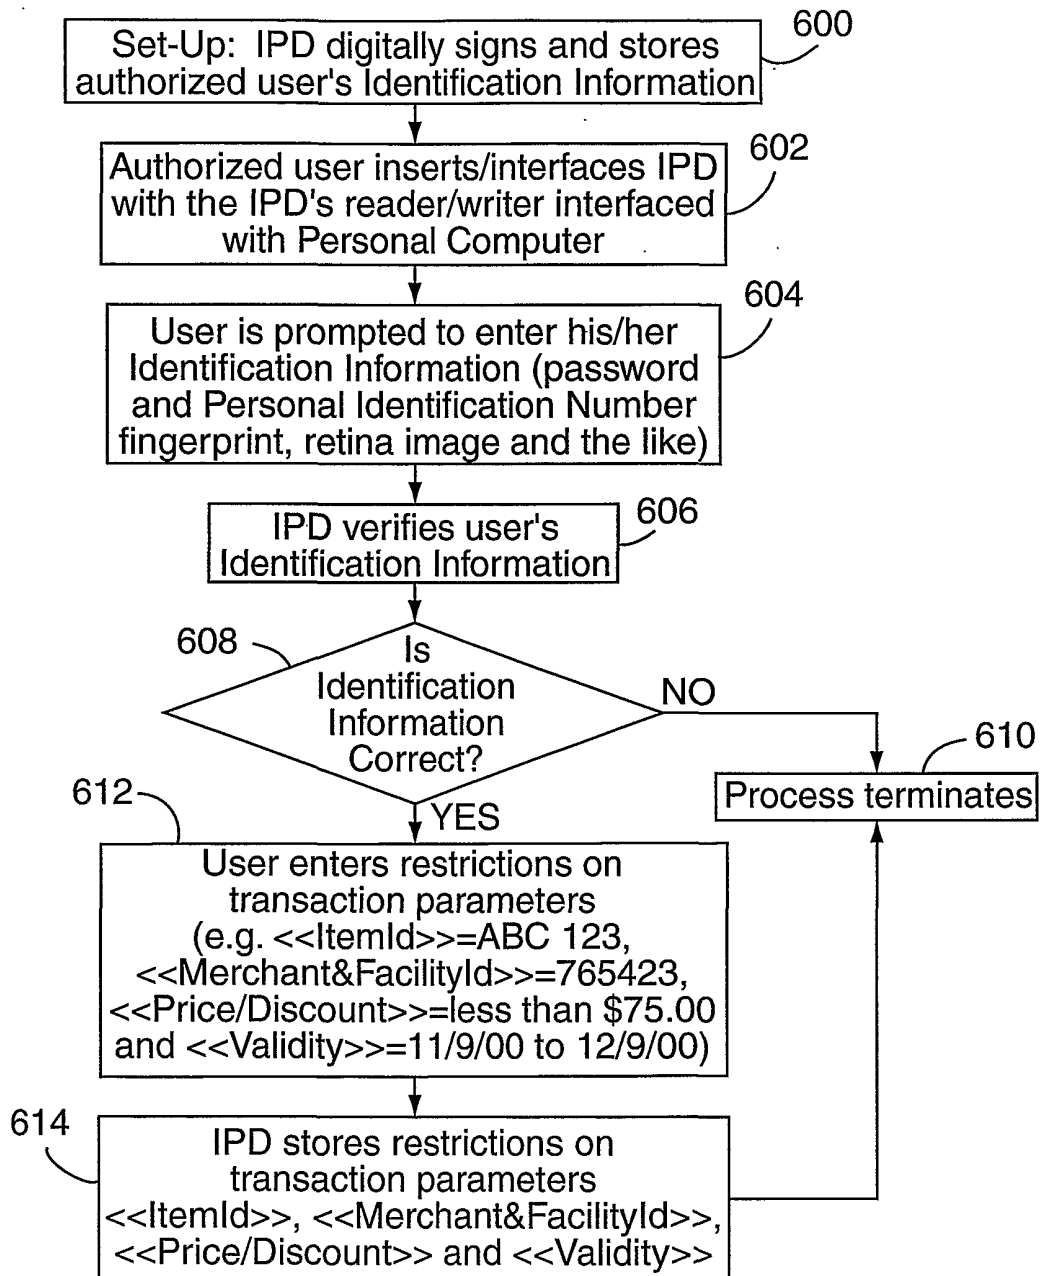 600
Set-Up: IPD digitally signs and stores
authorized user's Identification Information
602
Authorized user inserts/interfaces IPD
with the IPD's reader/writer interfaced
with Personal Computer
604
User is prompted to enter his/her
Identification Information (password
and Personal Identification Number
fingerprint, retina image and the like)
606
IPD verifies user's
Identification Information
608
Is
Identification
Information
Correct?
NO
610
Process terminates
YES
612
User enters restrictions on
transaction parameters
(e.g. <<ItemId>>=ABC 123,
<<Merchant&FacilityId>>=765423,
<<Price/Discount>>=less than $75.00
and <<Validity>>=11/9/00 to 12/9/00)
614
IPD stores restrictions on
transaction parameters
<<ItemId>>, <<Merchant&FacilityId>>,
<<Price/Discount>> and <<Validity>>